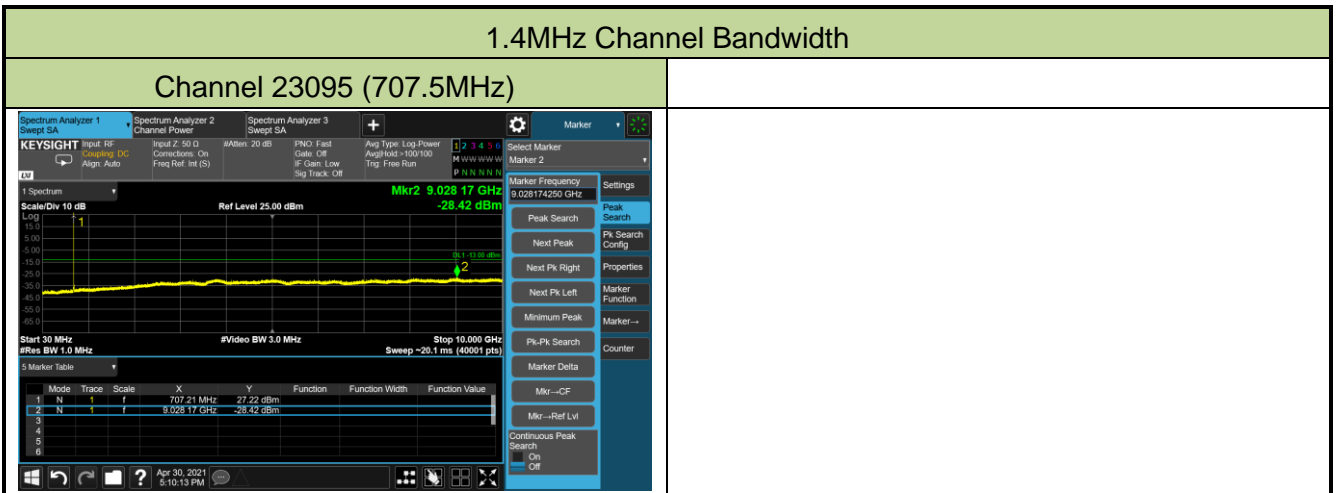 1.4MHz Channel Bandwidth
Channel 23095 (707.5MHz)
Spectrum Analyzer 1
Swept SA
Spectrum Analyzer 2
Channel Power
Spectrum Analyzer 3
Swept SA
+
Marker
KEYSIGHT
Input: RF
Coupling: DC
Align: Auto
Input Z: 50 Ω
Corrections: On
Freq Ref: Int (S)
#Atten: 20 dB
PNO: Fast
Gate: Off
IF Gain: Low
Sig Track: Off
Avg Type: Log-Power
Avg|Hold:>100/100
Trig: Free Run
1 2 3 4 5 6
M W W W W W
P N N N N N
Select Marker
Marker 2
LXI
1 Spectrum
Mkr2 9.028 17 GHz
Scale/Div 10 dB
Ref Level 25.00 dBm
-28.42 dBm
Log
15.0
5.00
-5.00
-15.0
-25.0
-35.0
-45.0
-55.0
-65.0
1
DL1 -13.00 dBm
2
Start 30 MHz
#Video BW 3.0 MHz
Stop 10.000 GHz
#Res BW 1.0 MHz
Sweep ~20.1 ms (40001 pts)
Marker Frequency
9.028174250 GHz
Peak Search
Next Peak
Next Pk Right
Next Pk Left
Minimum Peak
Pk-Pk Search
Marker Delta
Mkr→CF
Mkr→Ref Lvl
Continuous Peak
Search
On
Off
Settings
Peak
Search
Pk Search
Config
Properties
Marker
Function
Marker→
Counter
5 Marker Table
Mode Trace Scale X Y Function Function Width Function Value
1 N 1 f 707.21 MHz 27.22 dBm
2 N 1 f 9.028 17 GHz -28.42 dBm
3
4
5
6
?
Apr 30, 2021
5:10:13 PM